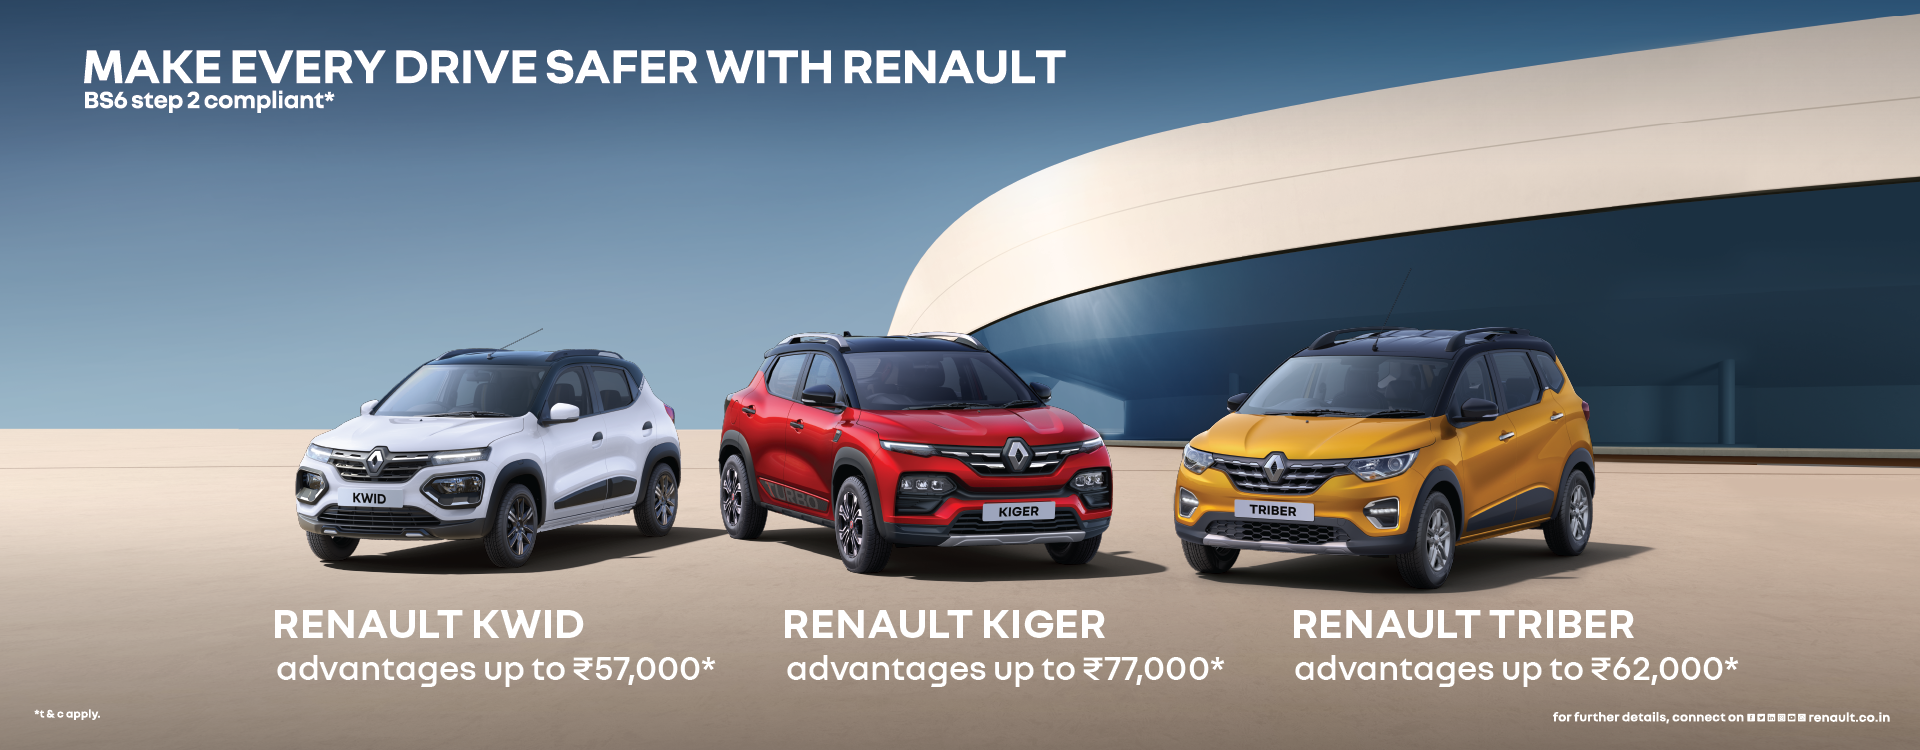 MAKE EVERY DRIVE SAFER WITH RENAULT
BS6 step 2 compliant*
KWID
TURBO
KIGER
TRIBER
RENAULT KWID
advantages up to ₹57,000*
RENAULT KIGER
advantages up to ₹77,000*
RENAULT TRIBER
advantages up to ₹62,000*
*t & c apply.
for further details, connect on renault.co.in